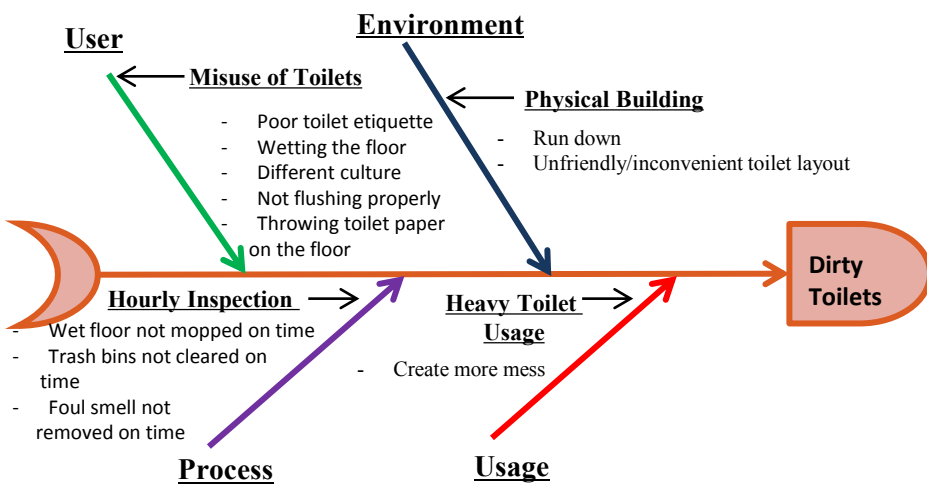 User
Environment
Misuse of Toilets
- Poor toilet etiquette
- Wetting the floor
- Different culture
- Not flushing properly
- Throwing toilet paper
on the floor
Physical Building
- Run down
- Unfriendly/inconvenient toilet layout
Dirty
Toilets
Hourly Inspection
- Wet floor not mopped on time
- Trash bins not cleared on
time
- Foul smell not
removed on time
Heavy Toilet
Usage
- Create more mess
Process
Usage